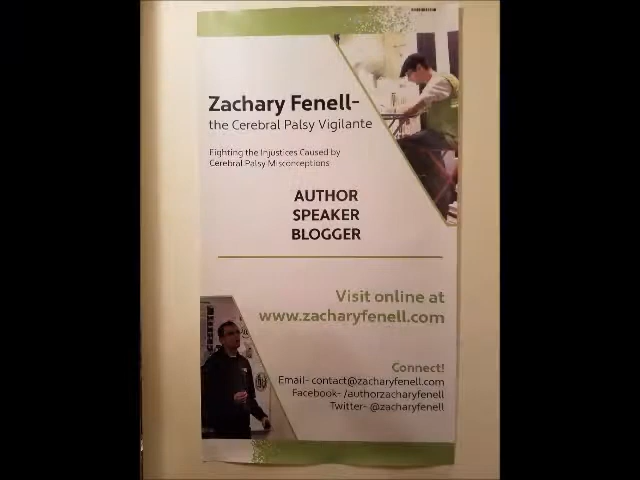 Zachary Fenell-
the Cerebral Palsy Vigilante
Fighting the Injustices Caused by
Cerebral Palsy Misconceptions
AUTHOR
SPEAKER
BLOGGER
Visit online at
www.zacharyfenell.com
Connect!
Email- contact@zacharyfenell.com
Facebook- /authorzacharyfenell
Twitter- @zacharyfenell